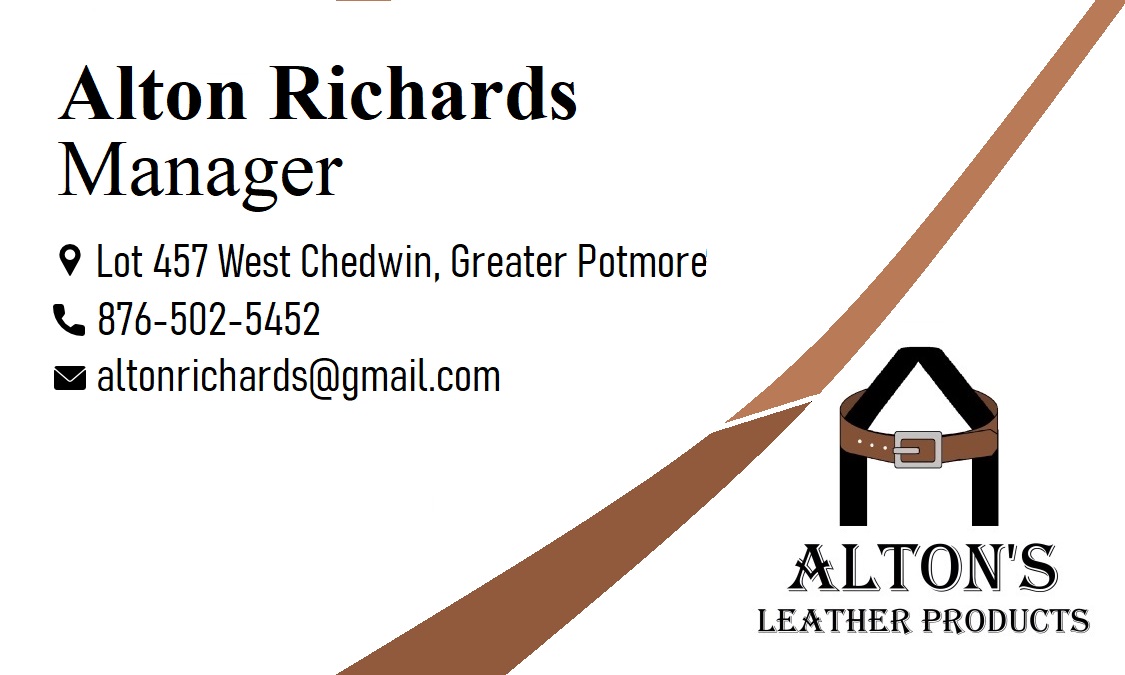 Alton Richards
Manager
Lot 457 West Chedwin, Greater Potmore
876-502-5452
altonrichards@gmail.com
ALTON'S
LEATHER PRODUCTS